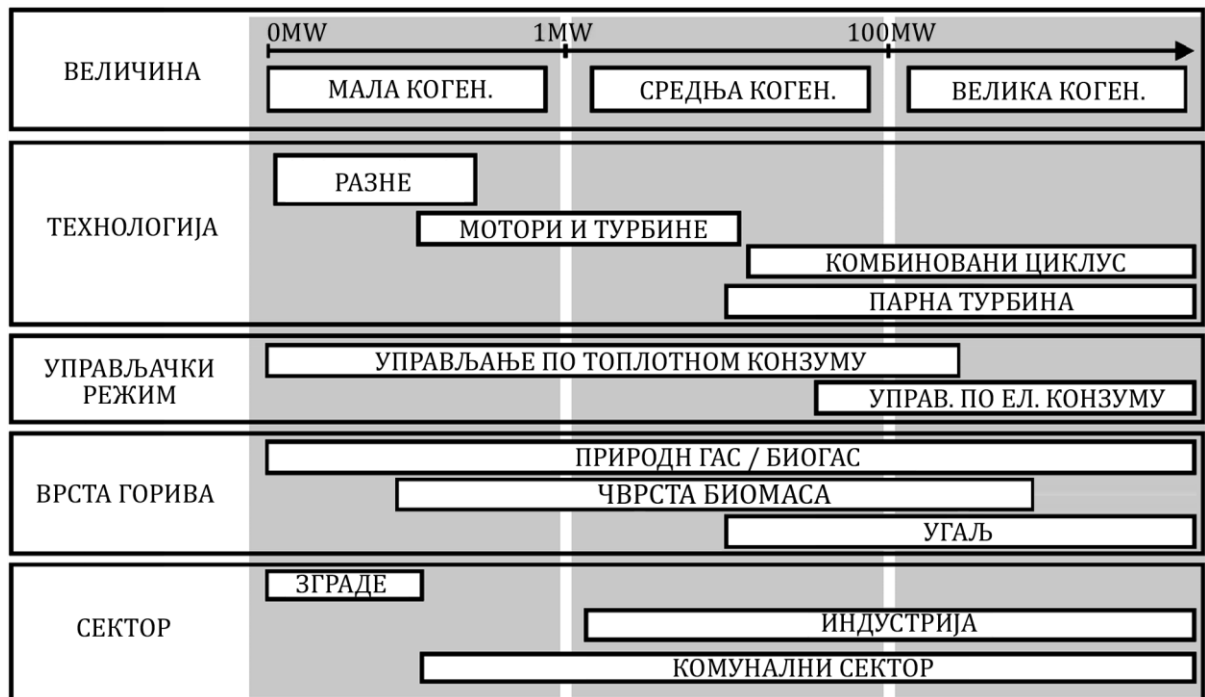 0MW 1MW 100MW
ВЕЛИЧИНА
МАЛА КОГЕН. СРЕДЊА КОГЕН. ВЕЛИКА КОГЕН.
ТЕХНОЛОГИЈА
РАЗНЕ
МОТОРИ И ТУРБИНЕ
КОМБИНОВАНИ ЦИКЛУС
ПАРНА ТУРБИНА
УПРАВЉАЧКИ
РЕЖИМ
УПРАВЉАЊЕ ПО ТОПЛОТНОМ КОНЗУМУ
УПРАВ. ПО ЕЛ. КОНЗУМУ
ВРСТА ГОРИВА
ПРИРОДН ГАС / БИОГАС
ЧВРСТА БИОМАСА
УГАЉ
СЕКТОР
ЗГРАДЕ
ИНДУСТРИЈА
КОМУНАЛНИ СЕКТОР